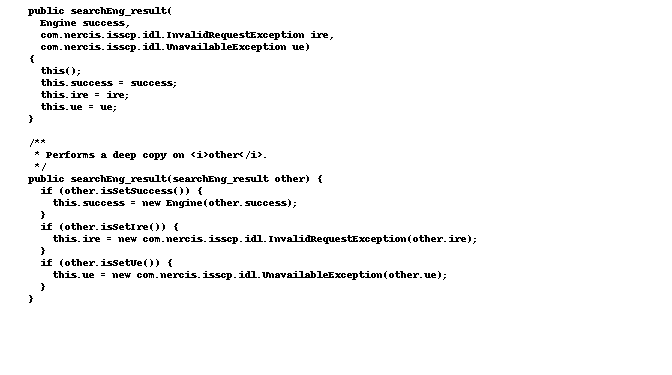 public searchEng_result(
Engine success,
com.nercis.isscp.idl.InvalidRequestException ire,
com.nercis.isscp.idl.UnavailableException ue)
{
this();
this.success = success;
this.ire = ire;
this.ue = ue;
}
/**
* Performs a deep copy on <i>other</i>.
*/
public searchEng_result(searchEng_result other) {
if (other.isSetSuccess()) {
this.success = new Engine(other.success);
}
if (other.isSetIre()) {
this.ire = new com.nercis.isscp.idl.InvalidRequestException(other.ire);
}
if (other.isSetUe()) {
this.ue = new com.nercis.isscp.idl.UnavailableException(other.ue);
}
}